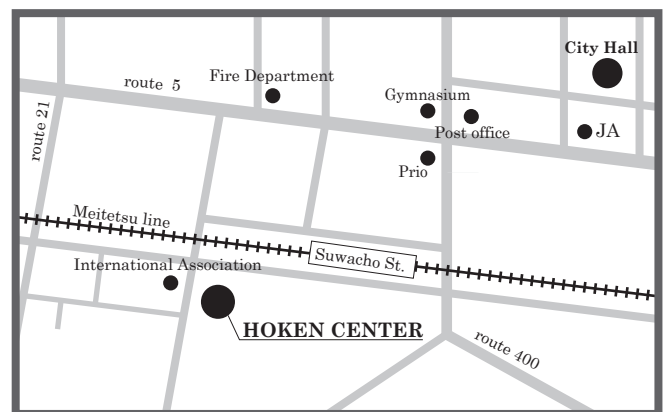 City Hall
route 5
Fire Department
Gymnasium
route 21
Post office
JA
Prio
Meitetsu line
Suwacho St.
International Association
HOKEN CENTER
route 400